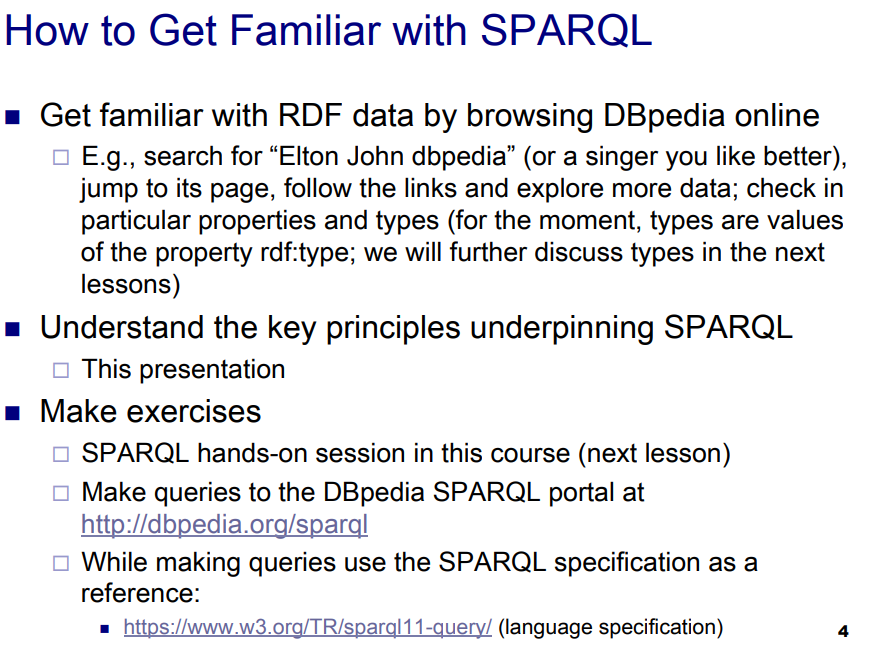 How to Get Familiar with SPARQL
Get familiar with RDF data by browsing DBpedia online
E.g., search for “Elton John dbpedia” (or a singer you like better),
jump to its page, follow the links and explore more data; check in
particular properties and types (for the moment, types are values
of the property rdf:type; we will further discuss types in the next
lessons)
Understand the key principles underpinning SPARQL
This presentation
Make exercises
SPARQL hands-on session in this course (next lesson)
Make queries to the DBpedia SPARQL portal at
http://dbpedia.org/sparql
While making queries use the SPARQL specification as a
reference:
https://www.w3.org/TR/sparql11-query/ (language specification)
4